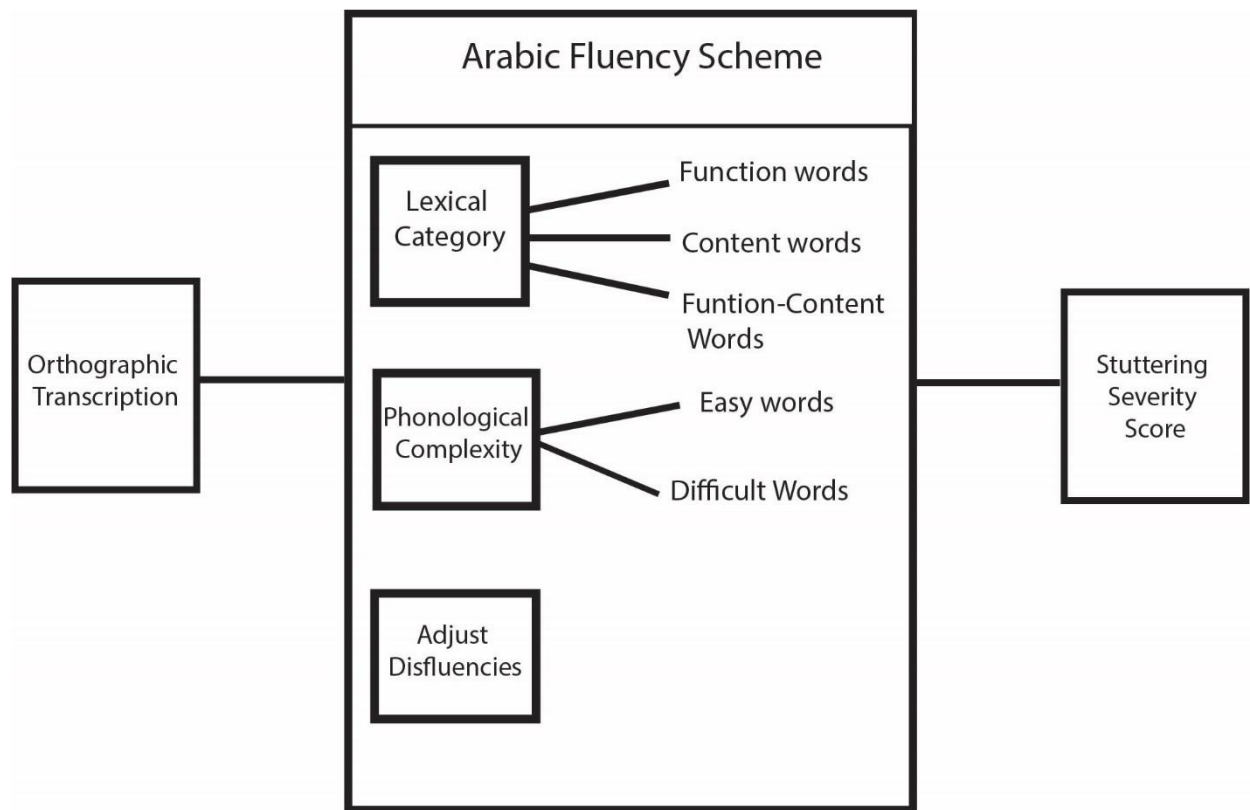 Arabic Fluency Scheme
Orthographic
Transcription
Lexical
Category
Function words
Content words
Funtion-Content
Words
Phonological
Complexity
Easy words
Difficult Words
Adjust
Disfluencies
Stuttering
Severity
Score